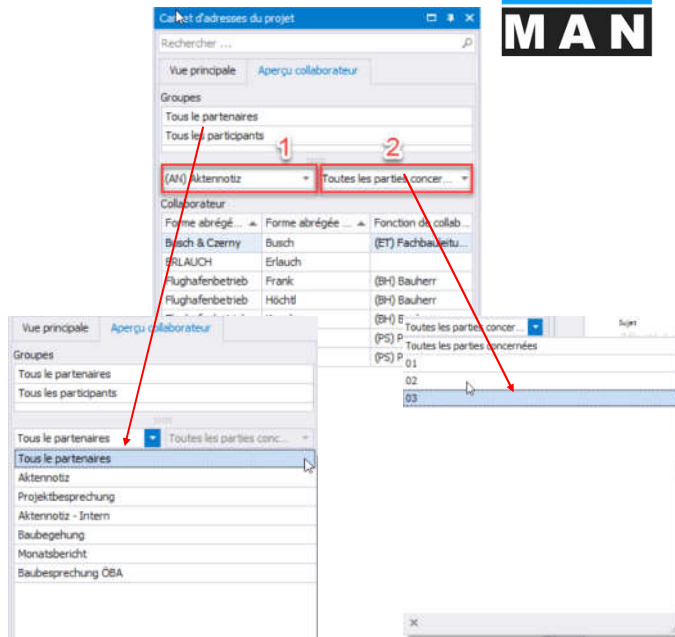 Carnet d'adresses du projet
MAN
Rechercher ...
Vue principale Aperçu collaborateur
Groupes
Tous le partenaires
Tous les participants
1 2
(AN) Aktennotiz Toutes les parties concer...
Collaborateur
Forme abrégé... Forme abrégée ... Fonction de collab...
Busch & Czerny Busch (ET) Fachbauleitu...
ERLAUCH Erlauch
Flughafenbetrieb Frank (BH) Bauherr
Flughafenbetrieb Höchtl (BH) Bauherr
(BH) B
(PS) P
(PS) P
Vue principale Aperçu collaborateur
Groupes
Tous le partenaires
Tous les participants
Tous le partenaires Toutes les parties conc...
Tous le partenaires
Aktennotiz
Projektbesprechung
Aktennotiz - Intern
Baubegehung
Monatsbericht
Baubesprechung ÖBA
Toutes les parties concer... Sujet
Toutes les parties concernées
01
02
03